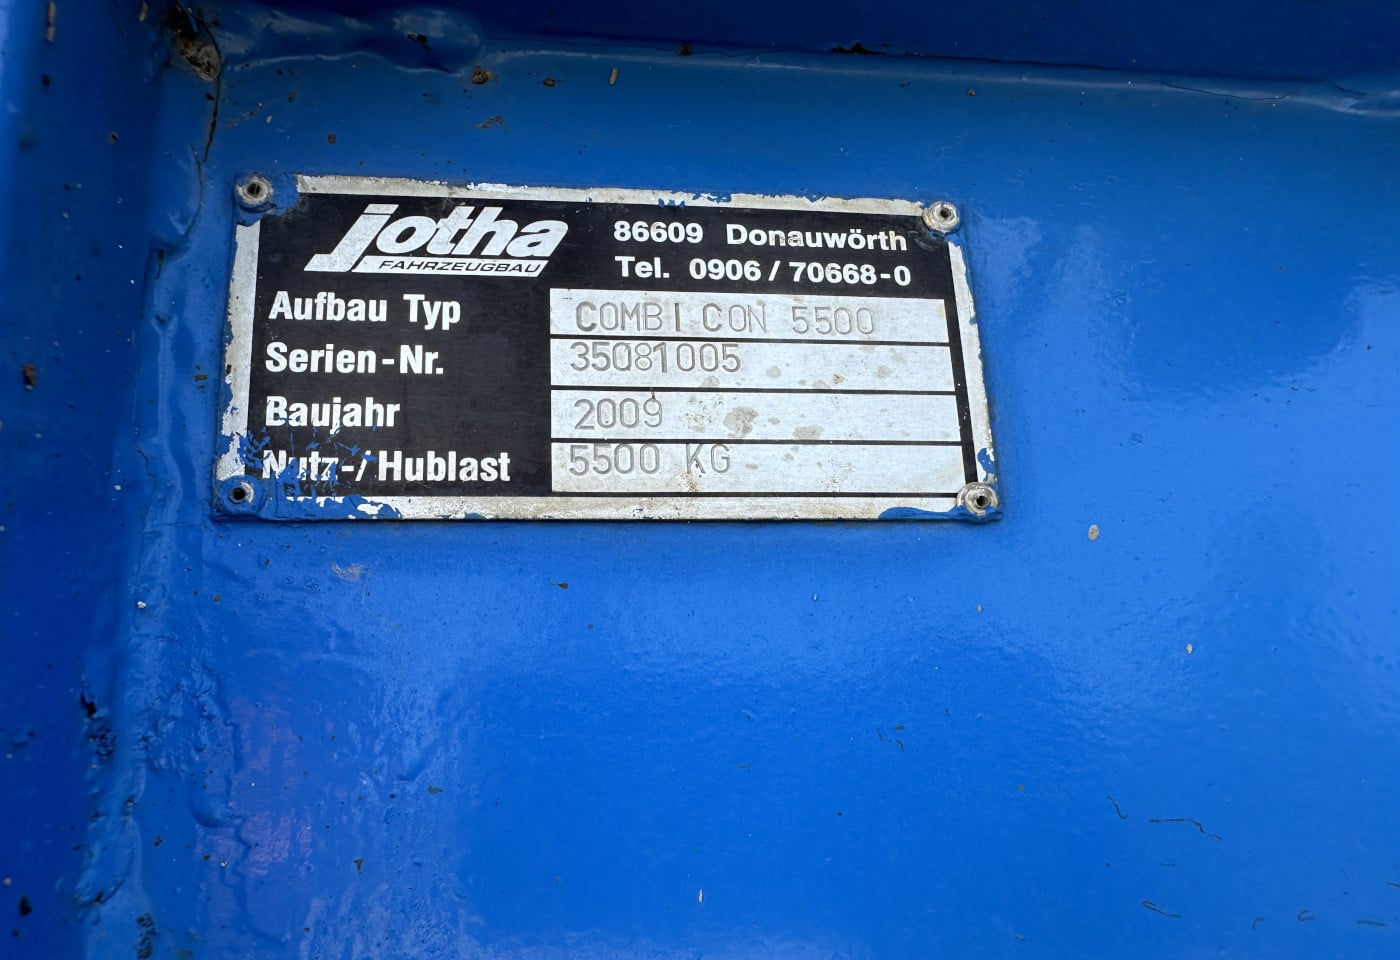 jotha
FAHRZEUGBAU
86609 Donauwörth
Tel. 0906/70668-0
Aufbau Typ COMBI CON 5500
Serien-Nr. 35081005
Baujahr 2009
Nutz-/Hublast 5500 KG